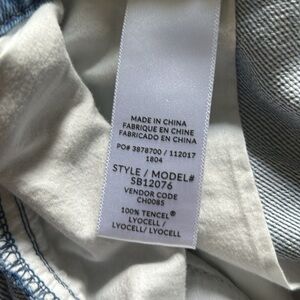 MADE IN CHINA
FABRIQUE EN CHINE
FABRICADO EN CHINA
PO# 3878700 / 112017
1804
STYLE / MODEL#
SB12076
VENDOR CODE
CH0085
100% TENCEL®
LYOCELL /
LYOCELL/ LYOCELL